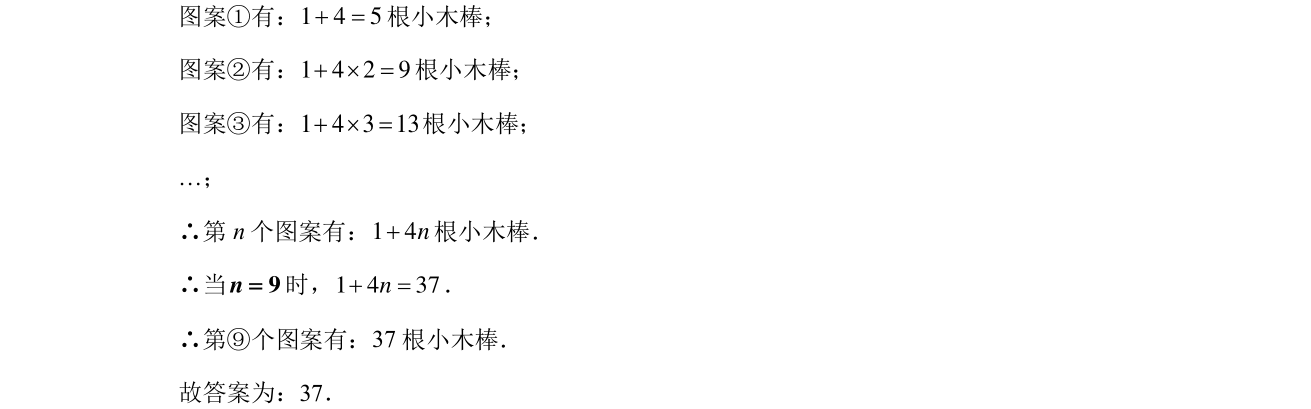 图案①有：1+4=5根小木棒；
图案②有：1+4×2=9根小木棒；
图案③有：1+4×3=13根小木棒；
…；
∴第n个图案有：1+4n根小木棒．
∴当n=9时，1+4n=37．
∴第⑨个图案有：37根小木棒．
故答案为：37．